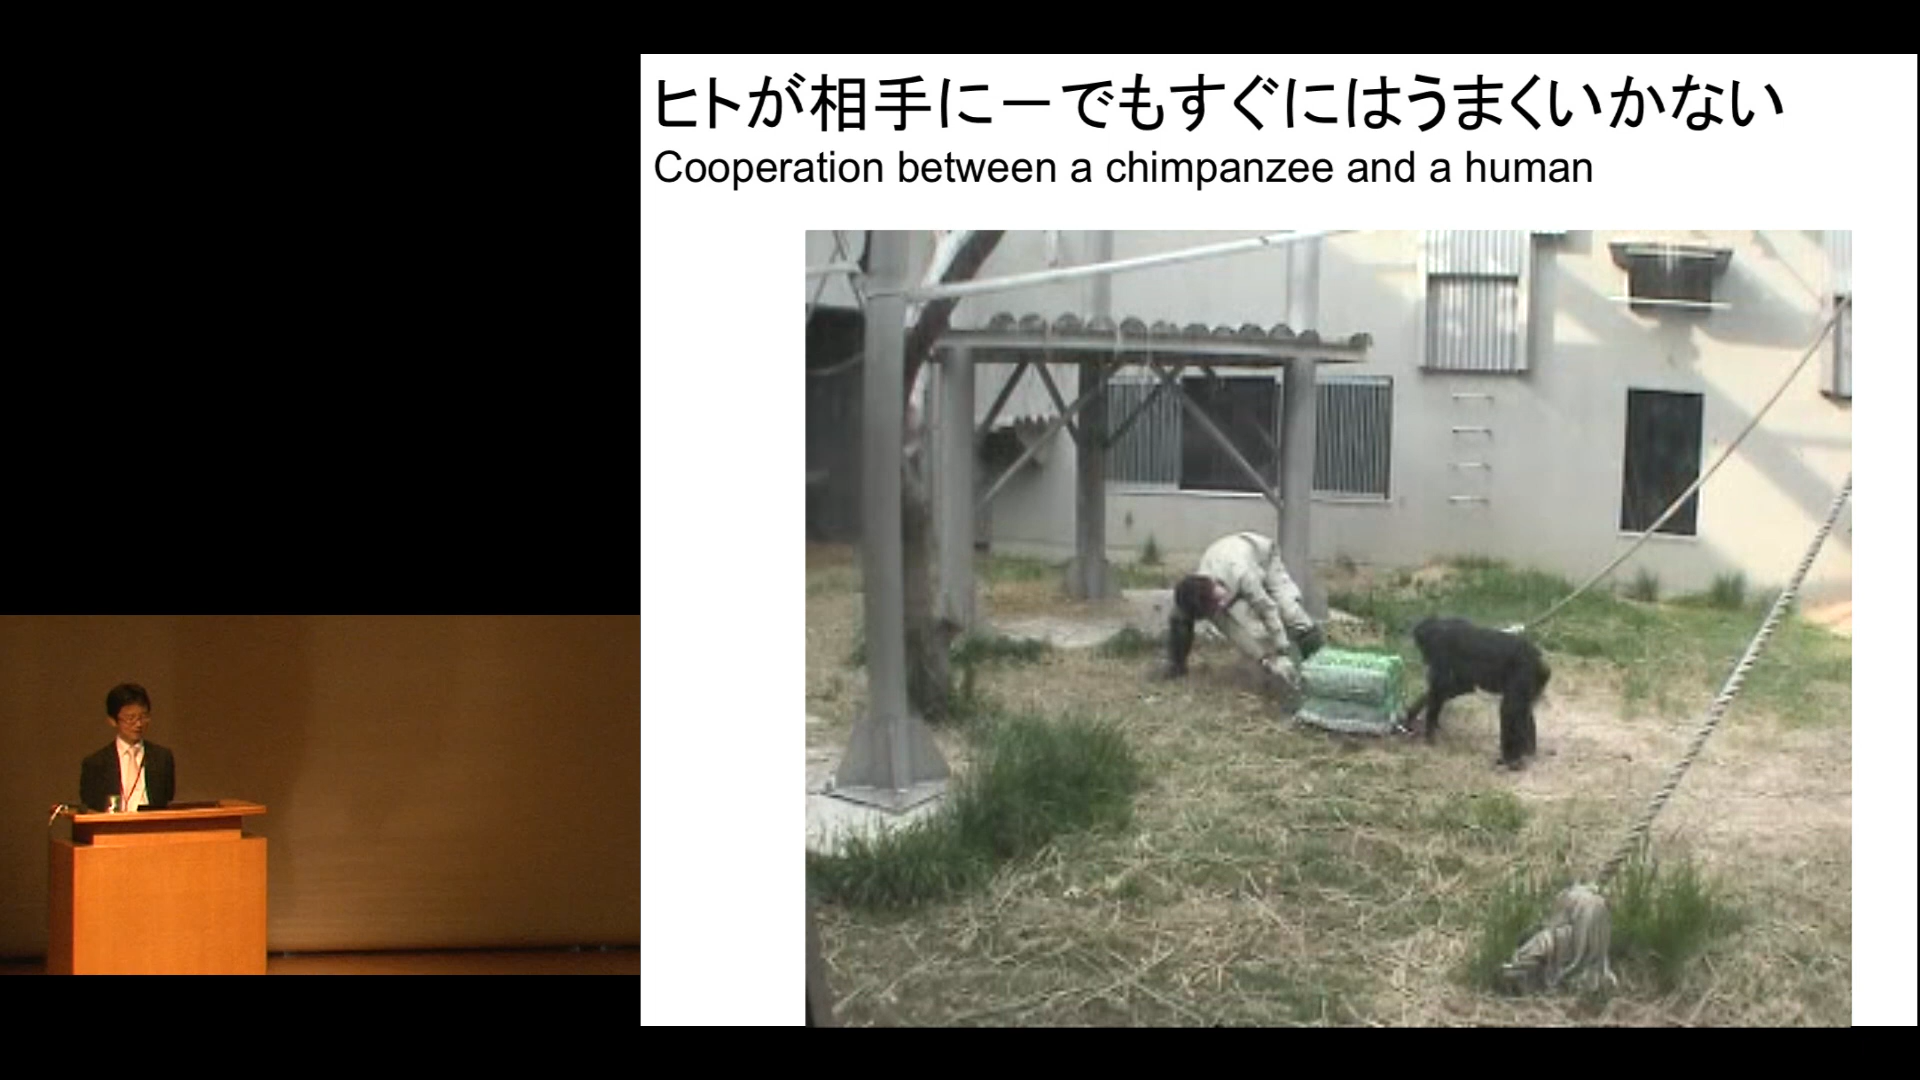 ヒトが相手に－でもすぐにはうまくいかない
Cooperation between a chimpanzee and a human